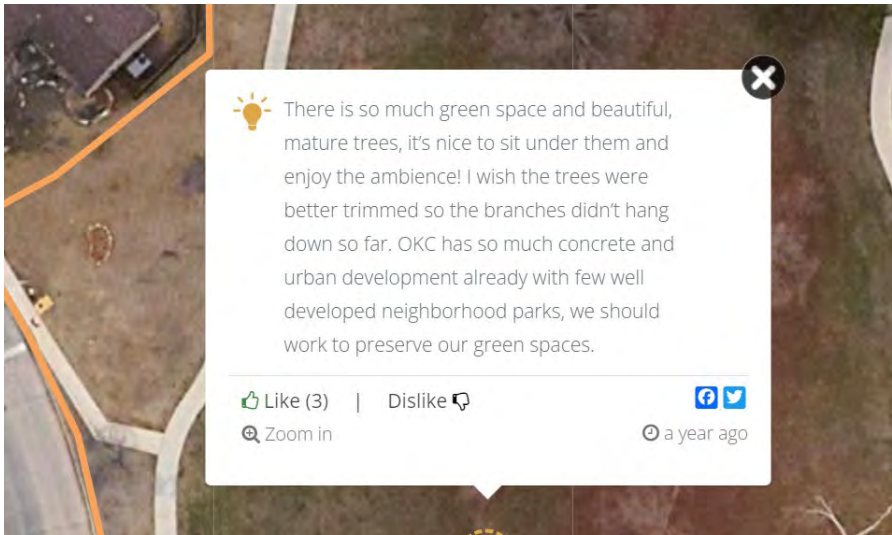 There is so much green space and beautiful,
mature trees, it's nice to sit under them and
enjoy the ambience! I wish the trees were
better trimmed so the branches didn't hang
down so far. OKC has so much concrete and
urban development already with few well
developed neighborhood parks, we should
work to preserve our green spaces.
Like (3) | Dislike
Zoom in a year ago